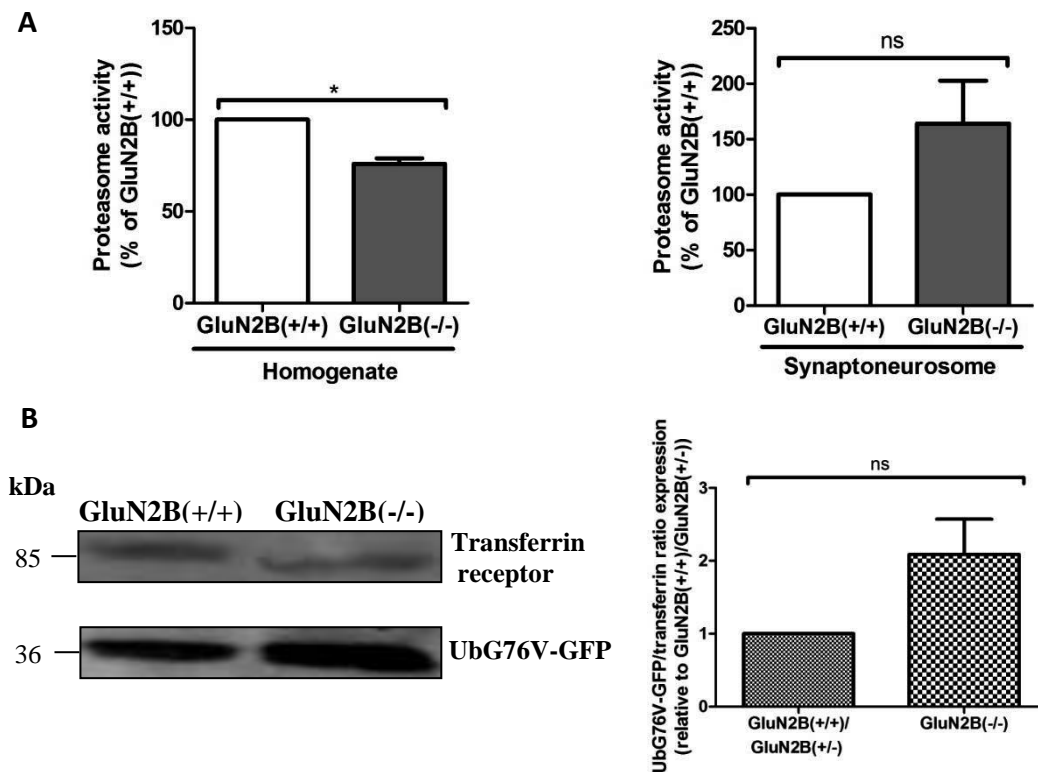 A
Proteasome activity
(% of GluN2B(+/+))
150
100
50
0
*
GluN2B(+/+) GluN2B(-/-)
Homogenate
Proteasome activity
(% of GluN2B(+/+))
250
200
150
100
50
0
ns
GluN2B(+/+) GluN2B(-/-)
Synaptoneurosome
B
kDa
GluN2B(+/+) GluN2B(-/-)
85
Transferrin
receptor
36
UbG76V-GFP
UbG76V-GFP/transferrin ratio expression
(relative to GluN2B(+/+)/GluN2B(+/-))
3
2
1
0
ns
GluN2B(+/+)/
GluN2B(+/-)
GluN2B(-/-)